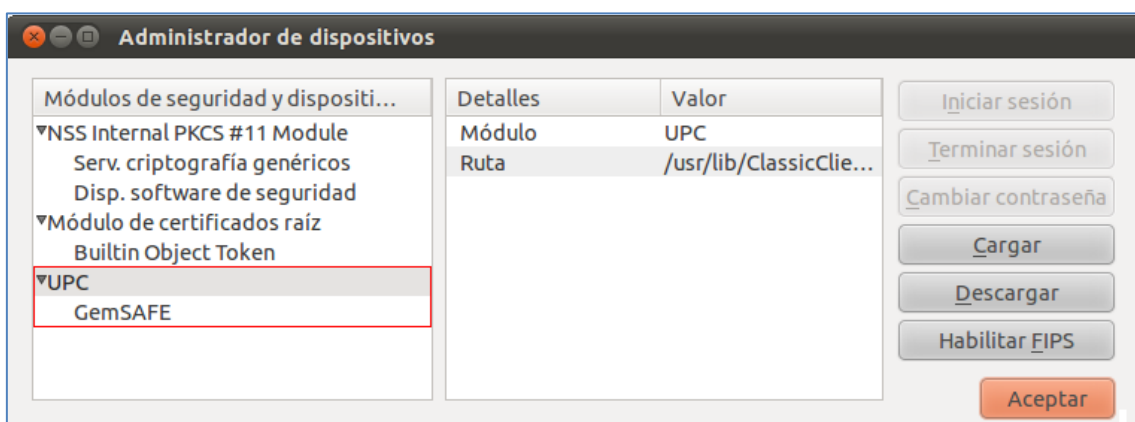 Administrador de dispositivos
Módulos de seguridad y dispositi...
NSS Internal PKCS #11 Module
Serv. criptografía genéricos
Disp. software de seguridad
Módulo de certificados raíz
Builtin Object Token
UPC
GemSAFE
Detalles Valor
Módulo UPC
Ruta /usr/lib/ClassicClie...
Iniciar sesión
Terminar sesión
Cambiar contraseña
Cargar
Descargar
Habilitar FIPS
Aceptar